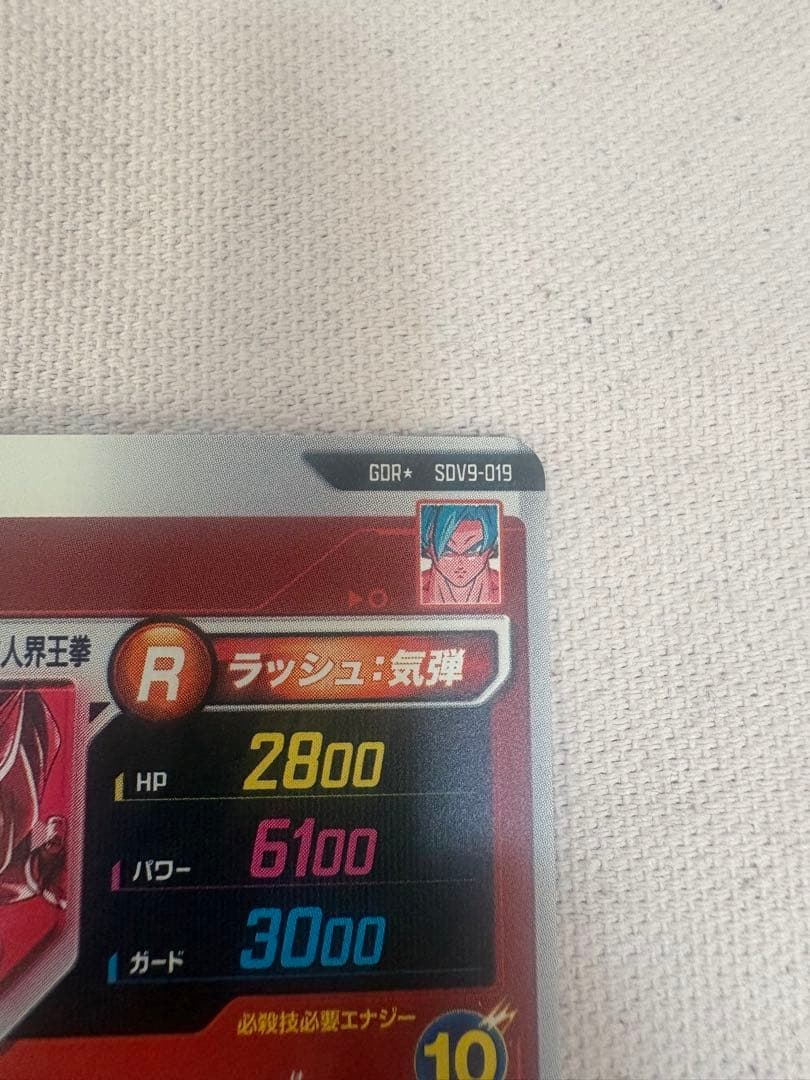 GDR★ SDV9-019
人界王拳
R ラッシュ:気弾
HP 2800
パワー 6100
ガード 3000
必殺技必要エナジー
10